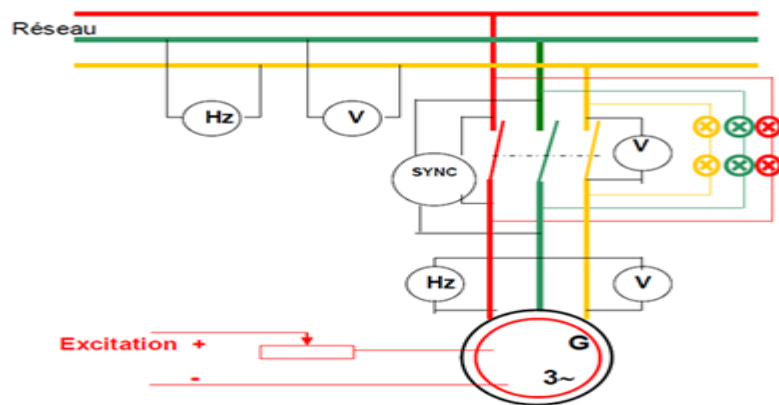 Réseau
Hz
V
V
SYNC
Hz
V
Excitation +
-
G
3~